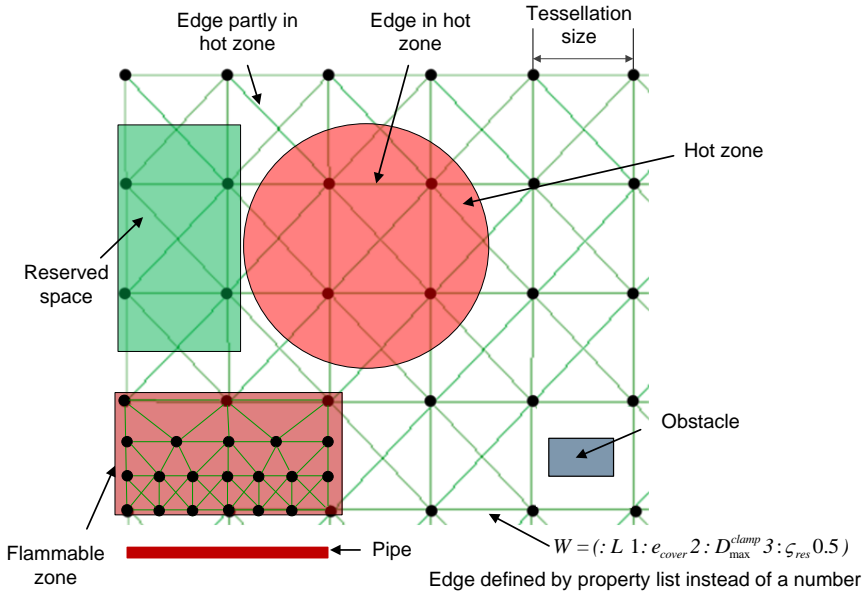 Edge partly in
hot zone
Edge in hot
zone
Tessellation
size
Hot zone
Reserved
space
Obstacle
Flammable
zone
Pipe
W = (: L 1 : e_cover 2 : D_max^clamp 3 : ς_res 0.5 )
Edge defined by property list instead of a number